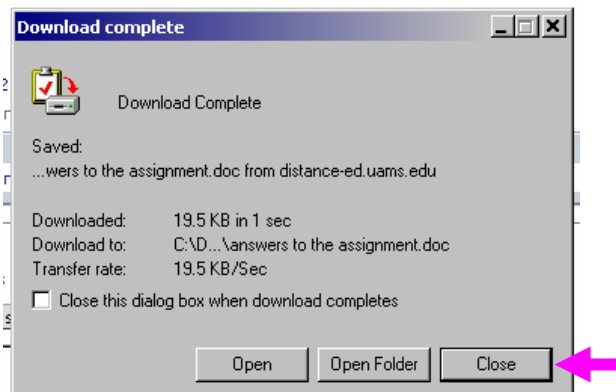 Download complete
Download Complete
Saved:
...wers to the assignment.doc from distance-ed.uams.edu
Downloaded: 19.5 KB in 1 sec
Download to: C:\D...\answers to the assignment.doc
Transfer rate: 19.5 KB/Sec
Close this dialog box when download completes
Open Open Folder Close